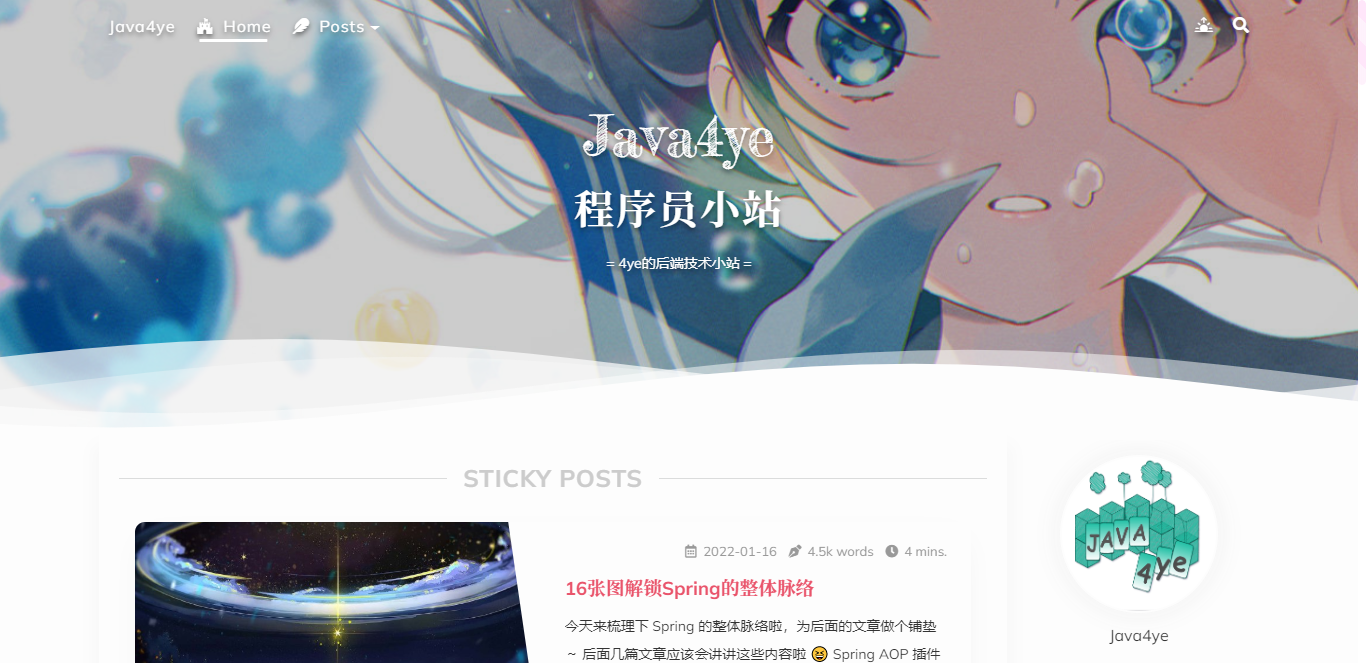 Java4ye Home Posts
Java4ye
程序员小站
= 4ye的后端技术小站 =
STICKY POSTS
2022-01-16 4.5k words 4 mins.
16张图解锁Spring的整体脉络
今天来梳理下 Spring 的整体脉络啦，为后面的文章做个铺垫
~ 后面几篇文章应该会讲讲这些内容啦 😆 Spring AOP 插件
JAVA
4ye
Java4ye